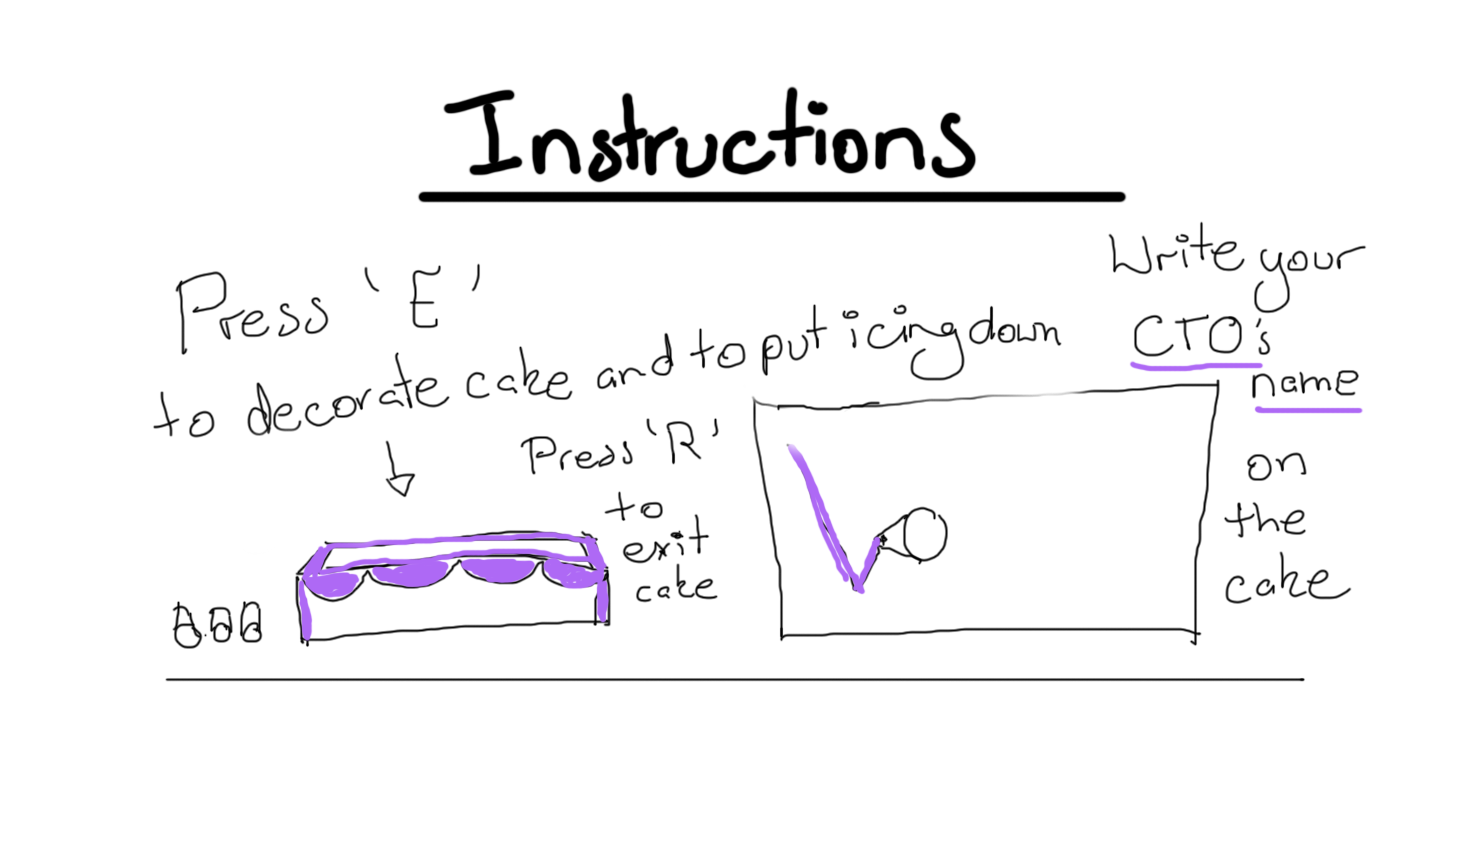 Instructions
Press 'E'
to decorate cake and to put icing down
Press 'R'
to
exit
cake
Write your
CTO's
name
on
the
cake